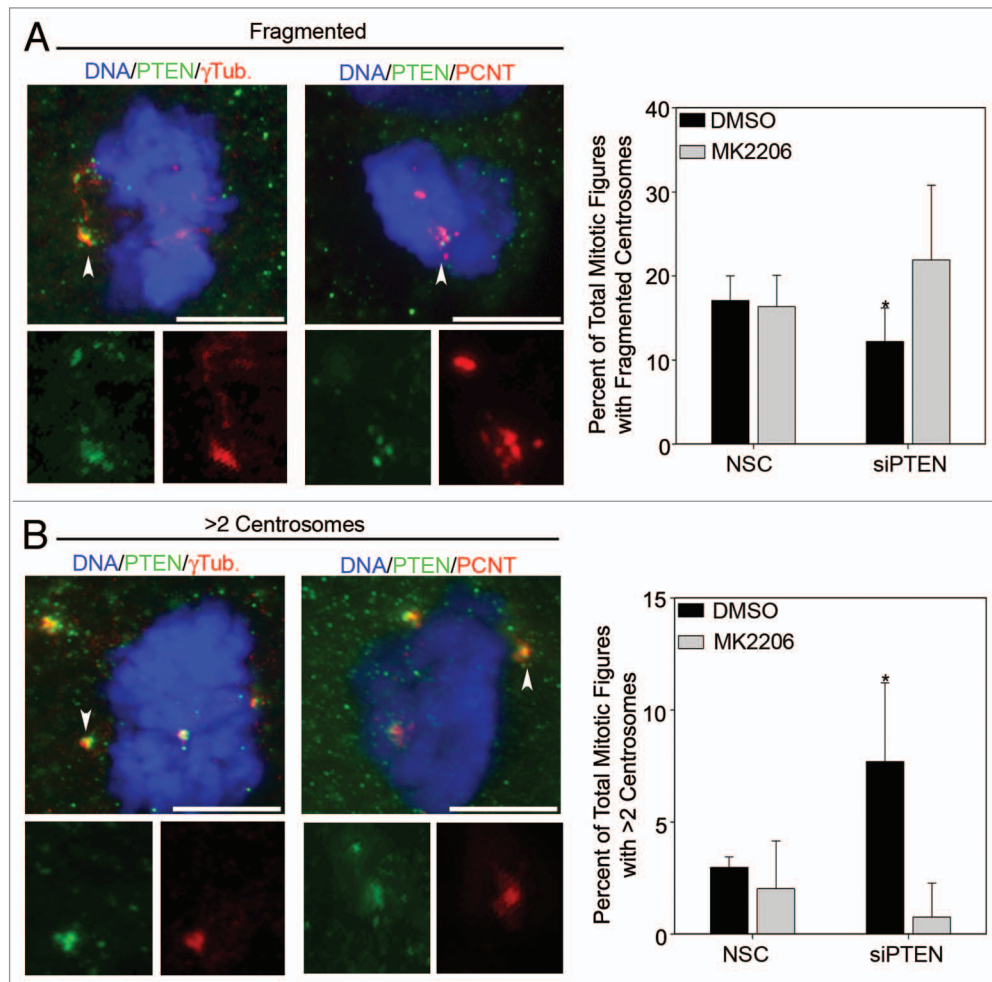 A
Fragmented
DNA/PTEN/γTub.
DNA/PTEN/PCNT
Percent of Total Mitotic Figures
with Fragmented Centrosomes
40
30
20
10
0
DMSO
MK2206
*
NSC
siPTEN
B
>2 Centrosomes
DNA/PTEN/γTub.
DNA/PTEN/PCNT
Percent of Total Mitotic Figures
with >2 Centrosomes
15
10
5
0
DMSO
MK2206
*
NSC
siPTEN